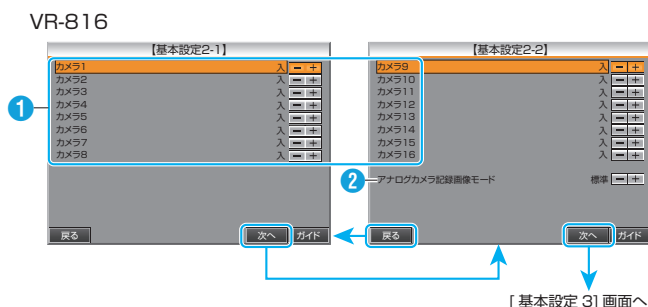 VR-816
【基本設定2-1】
カメラ1 入 − +
カメラ2 入 − +
カメラ3 入 − +
カメラ4 入 − +
カメラ5 入 − +
カメラ6 入 − +
カメラ7 入 − +
カメラ8 入 − +
戻る 次へ ガイド
1
【基本設定2-2】
カメラ9 入 − +
カメラ10 入 − +
カメラ11 入 − +
カメラ12 入 − +
カメラ13 入 − +
カメラ14 入 − +
カメラ15 入 − +
カメラ16 入 − +
2 アナログカメラ記録画像モード 標準 − +
戻る 次へ ガイド
[ 基本設定 3] 画面へ